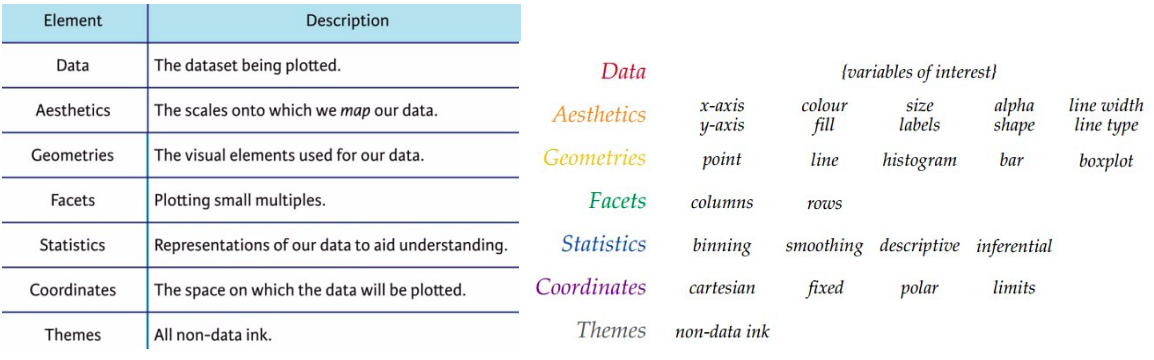 Element Description
Data The dataset being plotted.
Aesthetics The scales onto which we map our data.
Geometries The visual elements used for our data.
Facets Plotting small multiples.
Statistics Representations of our data to aid understanding.
Coordinates The space on which the data will be plotted.
Themes All non-data ink.
Data {variables of interest}
Aesthetics x-axis colour size alpha line width
y-axis fill labels shape line type
Geometries point line histogram bar boxplot
Facets columns rows
Statistics binning smoothing descriptive inferential
Coordinates cartesian fixed polar limits
Themes non-data ink